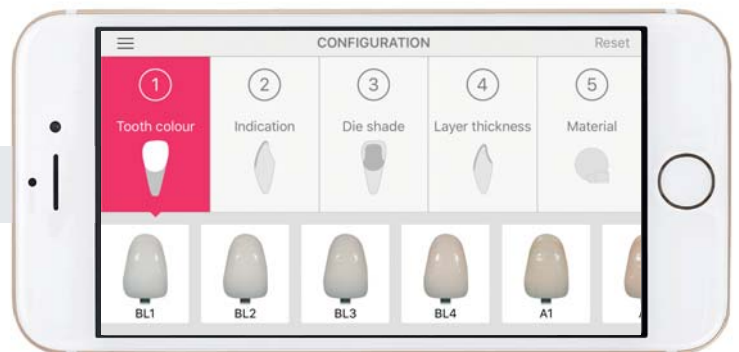 CONFIGURATION
Reset
1
2
3
4
5
Tooth colour
Indication
Die shade
Layer thickness
Material
BL1
BL2
BL3
BL4
A1